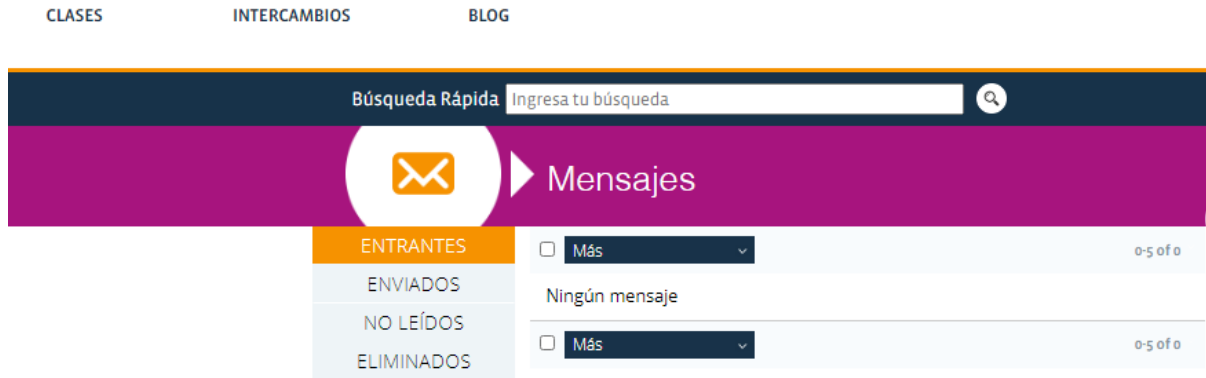 CLASES INTERCAMBIOS BLOG
Búsqueda Rápida Ingresa tu búsqueda
Mensajes
ENTRANTES
Más 0-5 of 0
ENVIADOS
Ningún mensaje
NO LEÍDOS
Más 0-5 of 0
ELIMINADOS